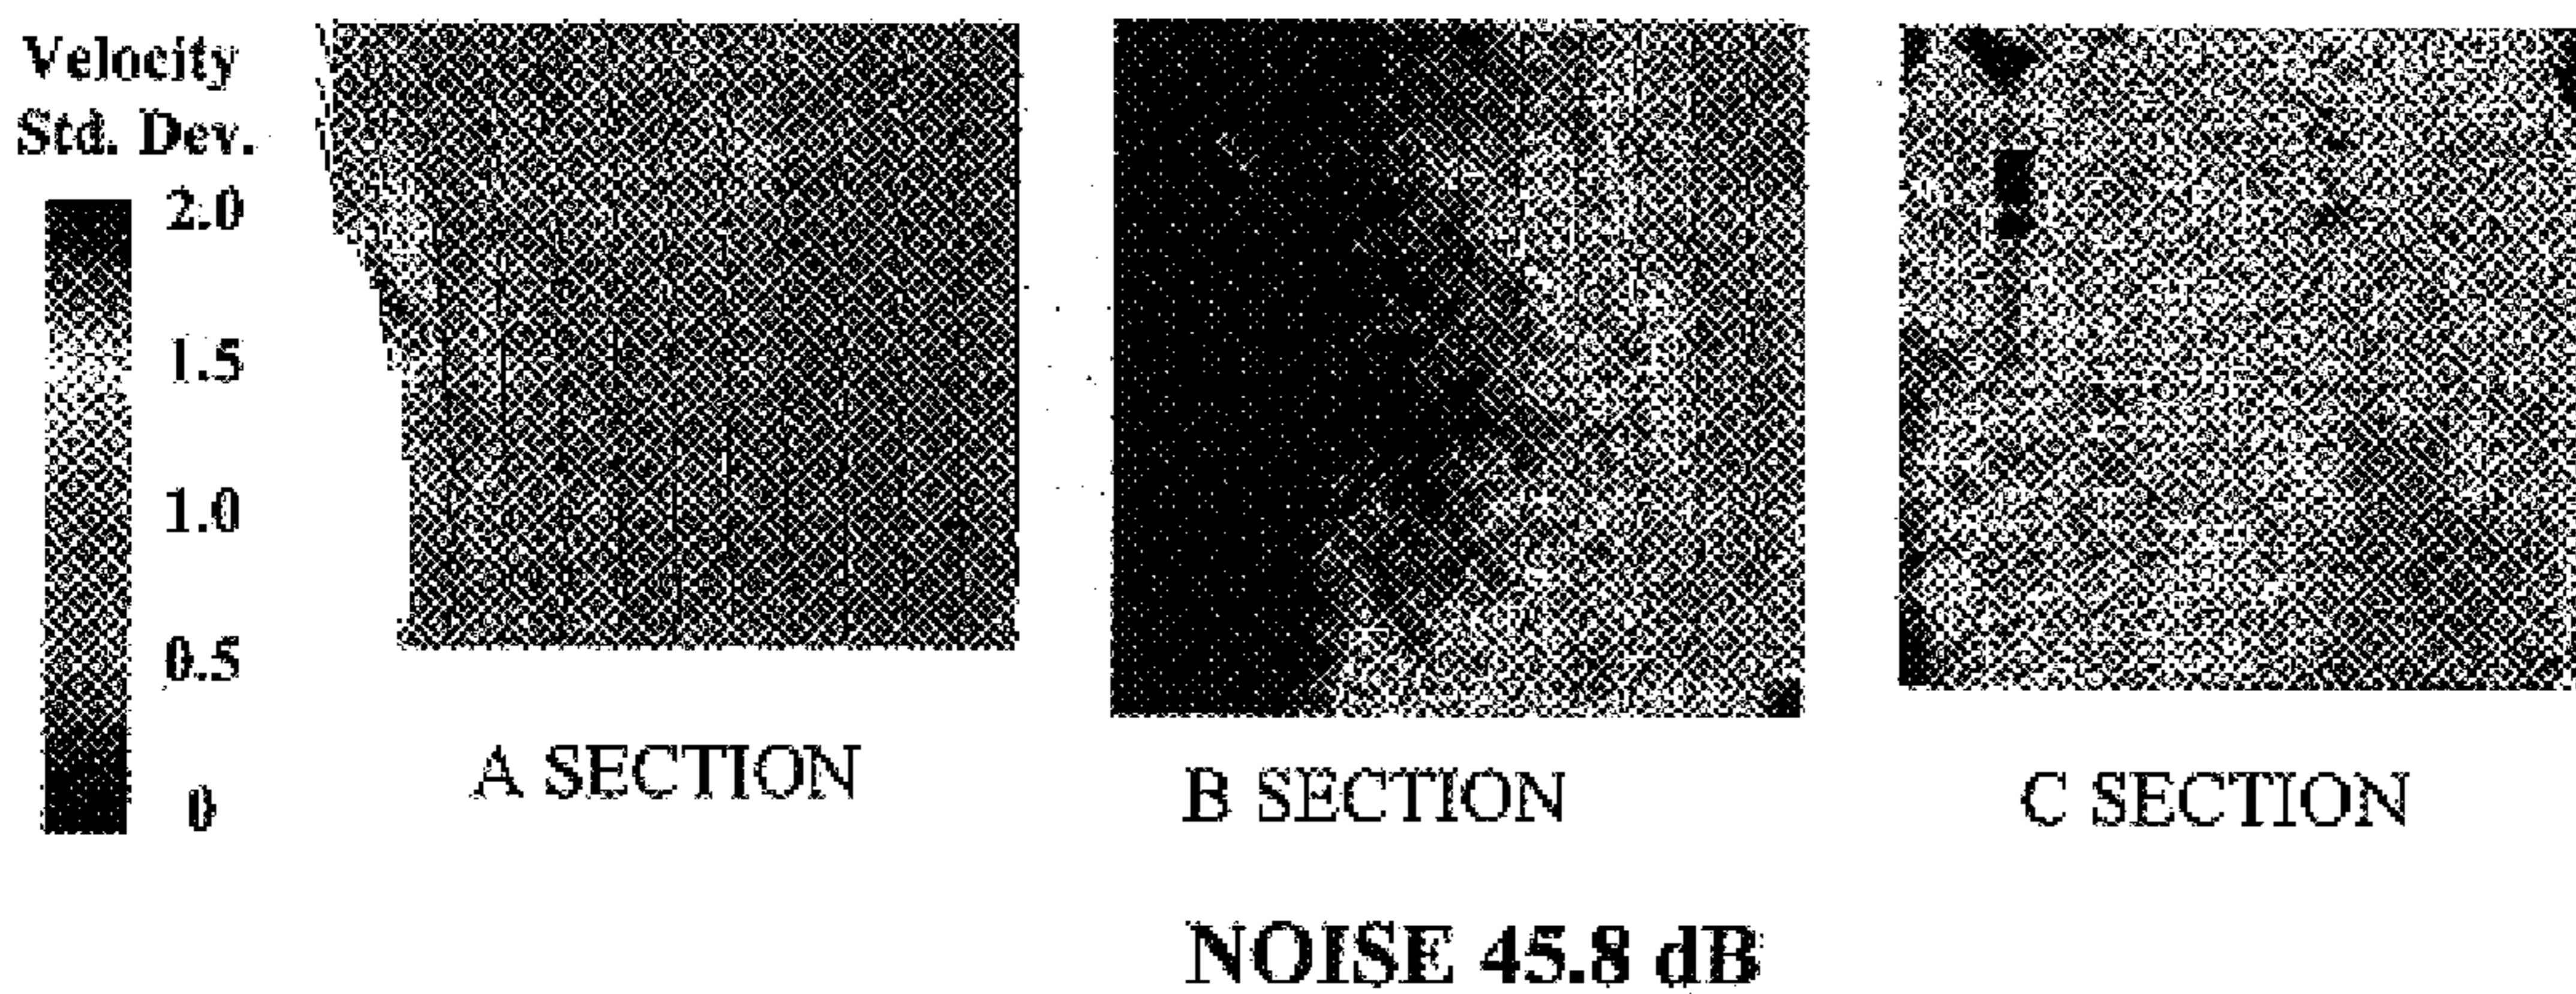 Velocity
Std. Dev.
2.0
1.5
1.0
0.5
0
A SECTION
B SECTION
C SECTION
NOISE 45.8 dB